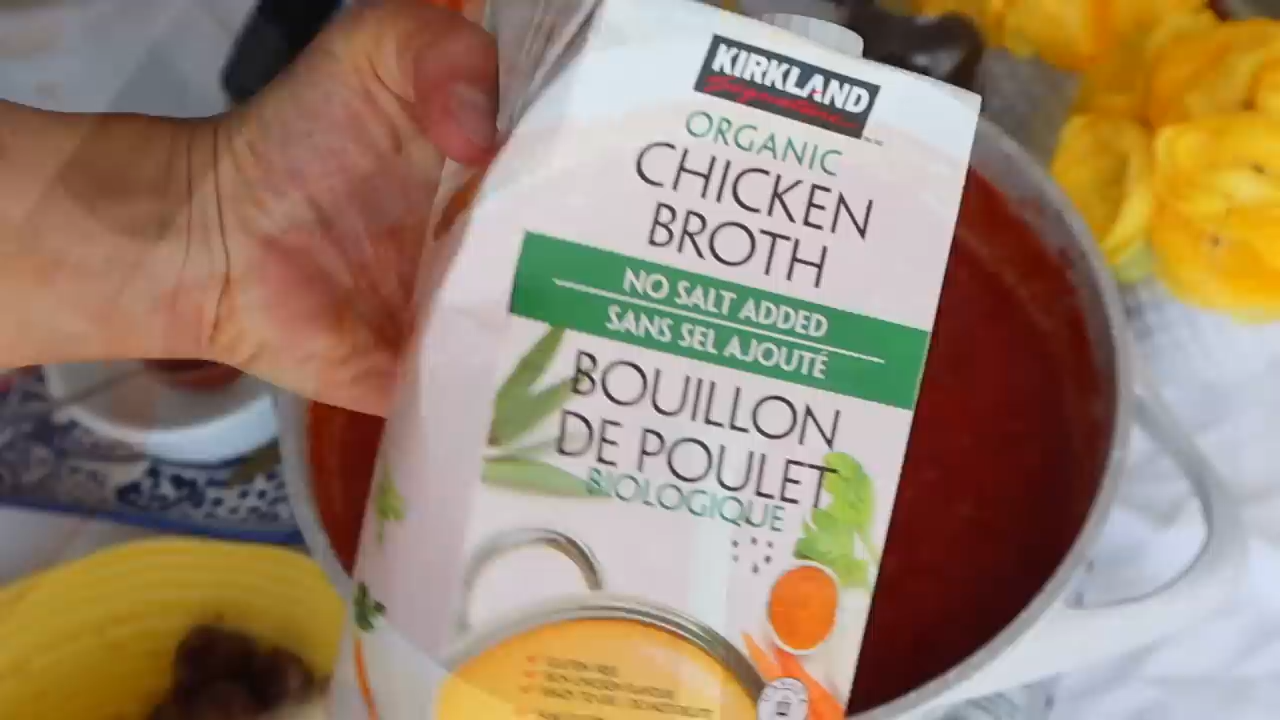 KIRKLAND
Signature
ORGANIC
CHICKEN
BROTH
NO SALT ADDED
SANS SEL AJOUTÉ
BOUILLON
DE POULET
BIOLOGIQUE